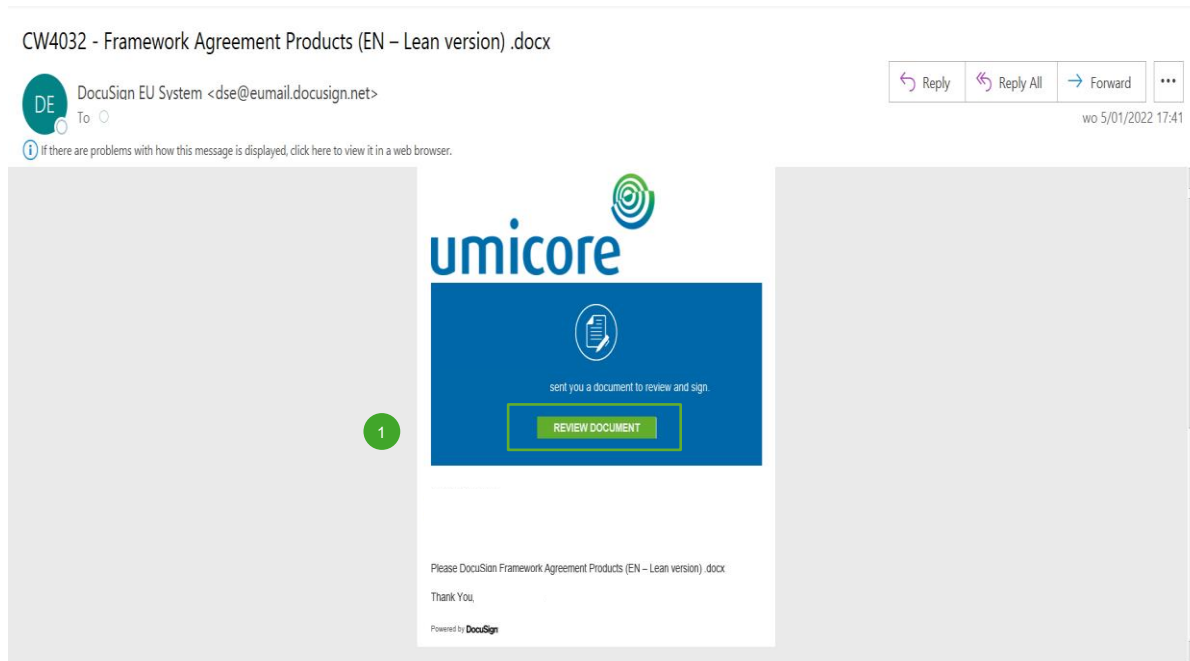 CW4032 - Framework Agreement Products (EN – Lean version) .docx
DE
DocuSign EU System <dse@eumail.docusign.net>
To
Reply
Reply All
Forward
wo 5/01/2022 17:41
If there are problems with how this message is displayed, click here to view it in a web browser.
umicore
sent you a document to review and sign.
1
REVIEW DOCUMENT
Please DocuSign Framework Agreement Products (EN – Lean version) .docx
Thank You,
Powered by DocuSign